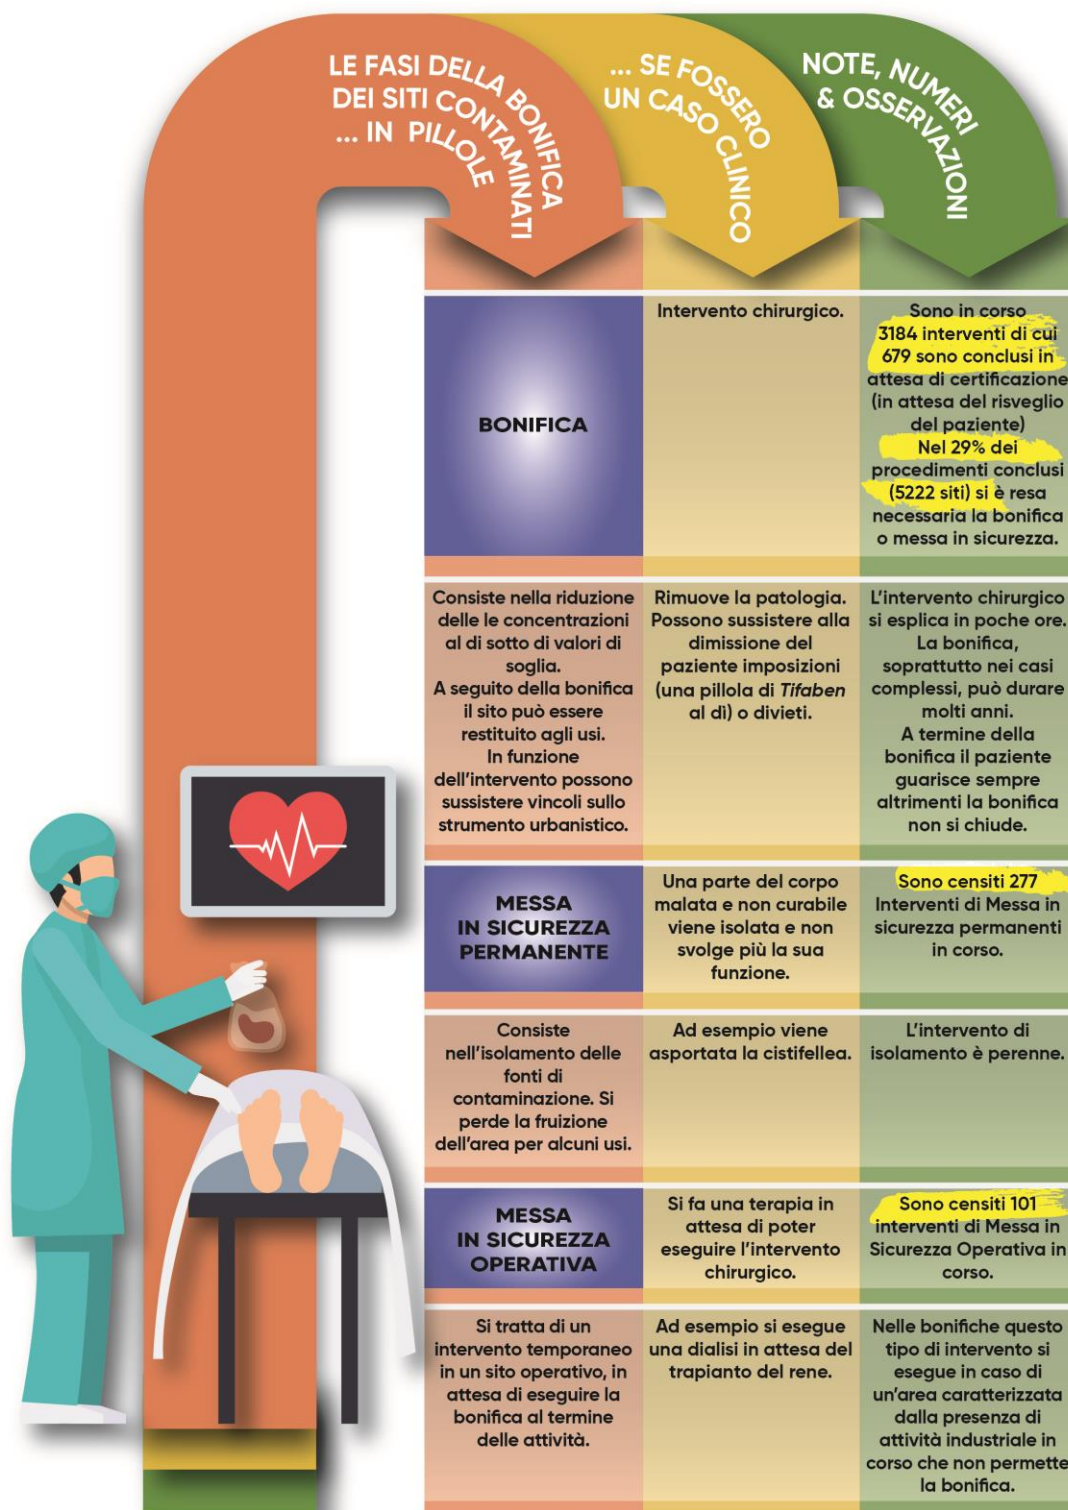 LE FASI DELLA BONIFICA
DEI SITI CONTAMINATI
... IN PILLOLE
... SE FOSSERO
UN CASO CLINICO
NOTE, NUMERI
& OSSERVAZIONI
BONIFICA
Intervento chirurgico.
Sono in corso
3184 interventi di cui
679 sono conclusi in
attesa di certificazione
(in attesa del risveglio
del paziente)
Nel 29% dei
procedimenti conclusi
(5222 siti) si è resa
necessaria la bonifica
o messa in sicurezza.
Consiste nella riduzione
delle le concentrazioni
al di sotto di valori di
soglia.
A seguito della bonifica
il sito può essere
restituito agli usi.
In funzione
dell’intervento possono
sussistere vincoli sullo
strumento urbanistico.
Rimuove la patologia.
Possono sussistere alla
dimissione del
paziente imposizioni
(una pillola di Tifaben
al dì) o divieti.
L’intervento chirurgico
si esplica in poche ore.
La bonifica,
soprattutto nei casi
complessi, può durare
molti anni.
A termine della
bonifica il paziente
guarisce sempre
altrimenti la bonifica
non si chiude.
MESSA
IN SICUREZZA
PERMANENTE
Una parte del corpo
malata e non curabile
viene isolata e non
svolge più la sua
funzione.
Sono censiti 277
Interventi di Messa in
sicurezza permanenti
in corso.
Consiste
nell’isolamento delle
fonti di
contaminazione. Si
perde la fruizione
dell’area per alcuni usi.
Ad esempio viene
asportata la cistifellea.
L’intervento di
isolamento è perenne.
MESSA
IN SICUREZZA
OPERATIVA
Si fa una terapia in
attesa di poter
eseguire l’intervento
chirurgico.
Sono censiti 101
interventi di Messa in
Sicurezza Operativa in
corso.
Si tratta di un
intervento temporaneo
in un sito operativo, in
attesa di eseguire la
bonifica al termine
delle attività.
Ad esempio si esegue
una dialisi in attesa del
trapianto del rene.
Nelle bonifiche questo
tipo di intervento si
esegue in caso di
un’area caratterizzata
dalla presenza di
attività industriale in
corso che non permette
la bonifica.